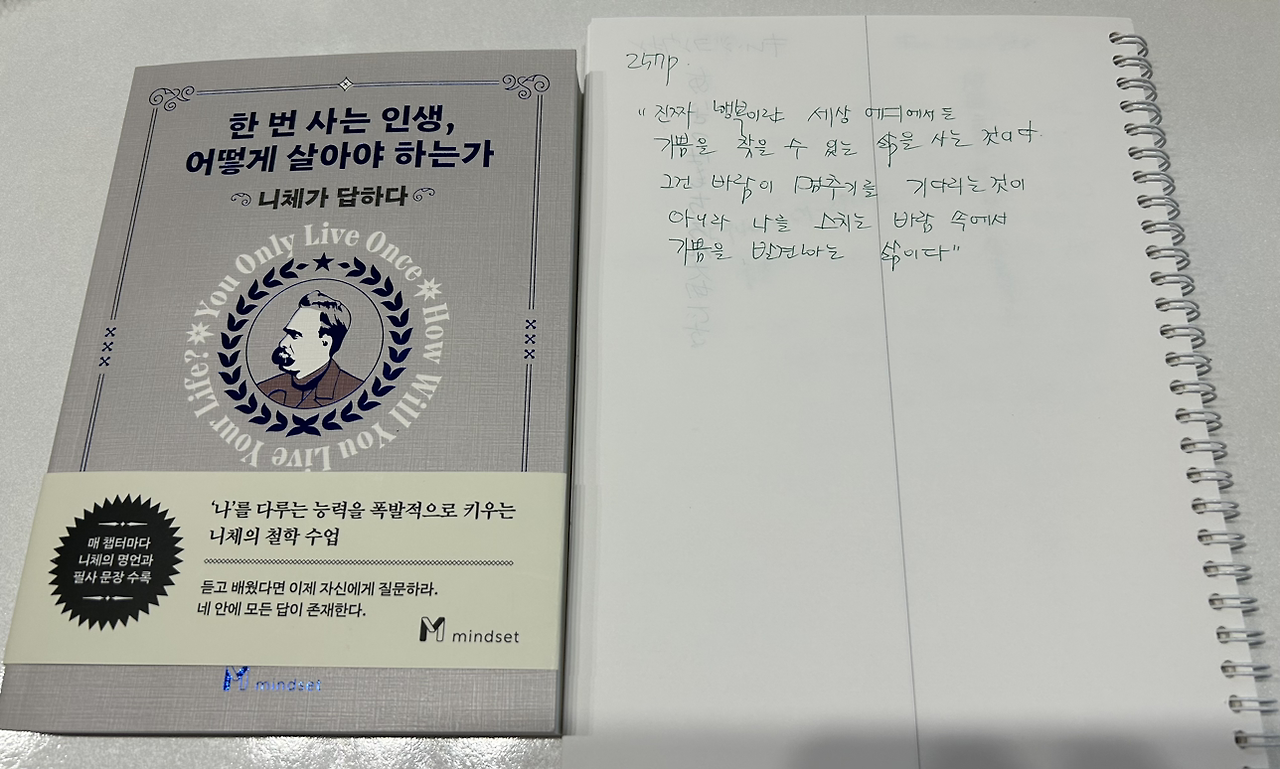 한 번 사는 인생,
어떻게 살아야 하는가
니체가 답하다
You Only Live Once
How Will You Live Your Life?
매 챕터마다
니체의 명언과
필사 문장 수록
'나'를 다루는 능력을 폭발적으로 키우는
니체의 철학 수업
듣고 배웠다면 이제 자신에게 질문하라.
네 안에 모든 답이 존재한다.
mindset
mindset
257p.
"진짜 행복이란 세상 어디에서든
기쁨을 찾을 수 있는 삶을 사는 것이다.
그건 바람이 멈추기를 기다리는 것이
아니라 나를 스치는 바람 속에서
기쁨을 발견하는 삶이다"